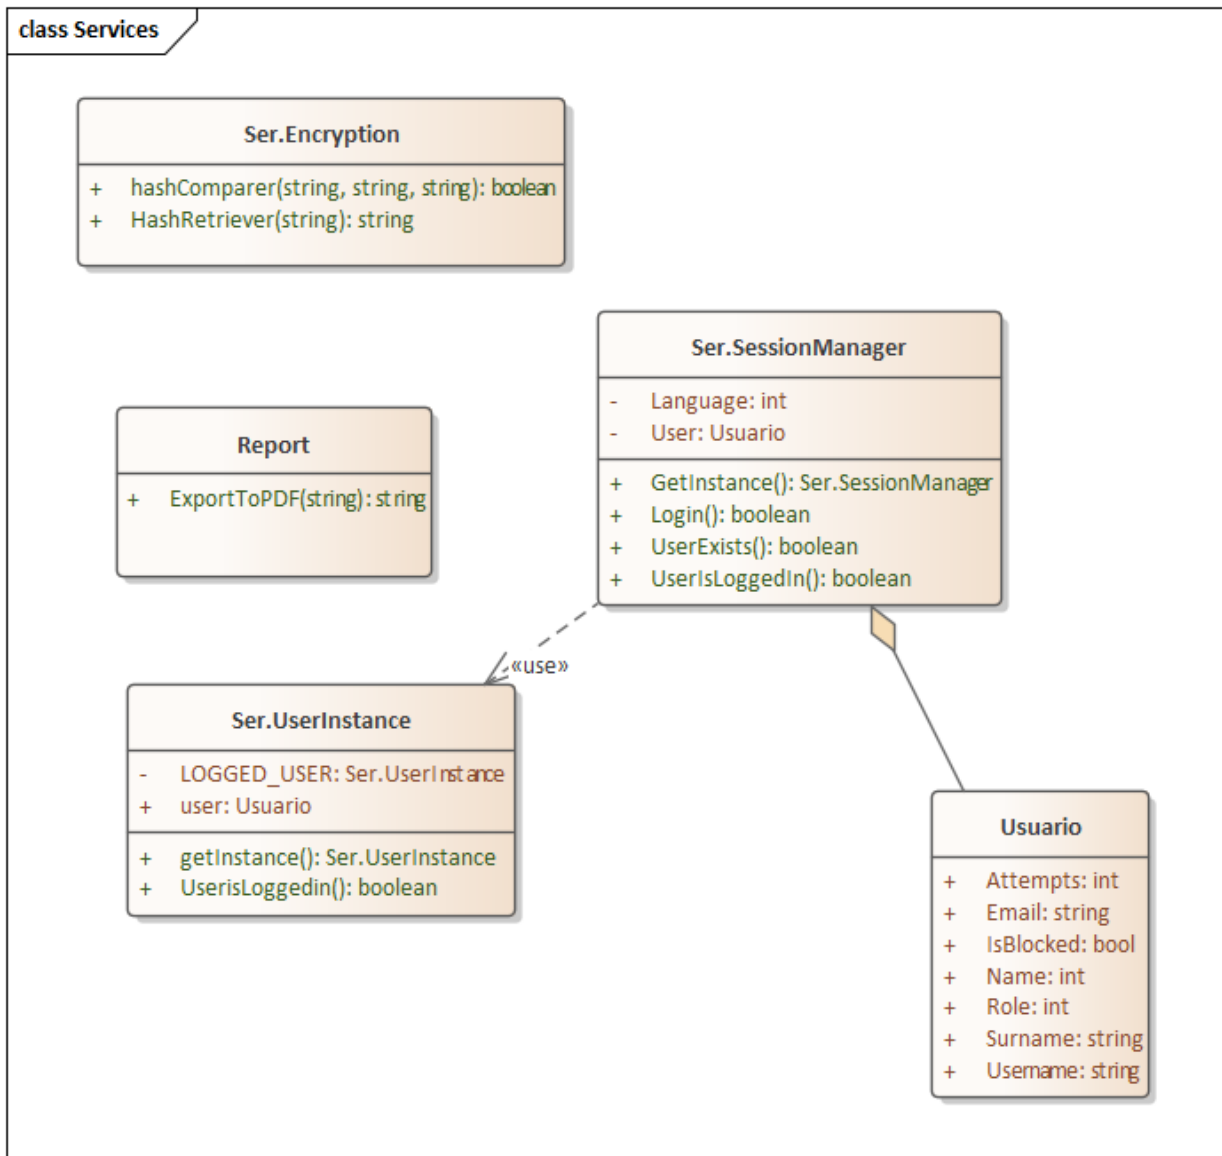 class Services
Ser.Encryption
+ hashComparer(string, string, string): boolean
+ HashRetriever(string): string
Ser.SessionManager
- Language: int
- User: Usuario
+ GetInstance(): Ser.SessionManager
+ Login(): boolean
+ UserExists(): boolean
+ UserIsLoggedIn(): boolean
Report
+ ExportToPDF(string): string
«use»
Ser.UserInstance
- LOGGED_USER: Ser.UserInstance
+ user: Usuario
+ getInstance(): Ser.UserInstance
+ UserisLoggedin(): boolean
Usuario
+ Attempts: int
+ Email: string
+ IsBlocked: bool
+ Name: int
+ Role: int
+ Surname: string
+ Username: string